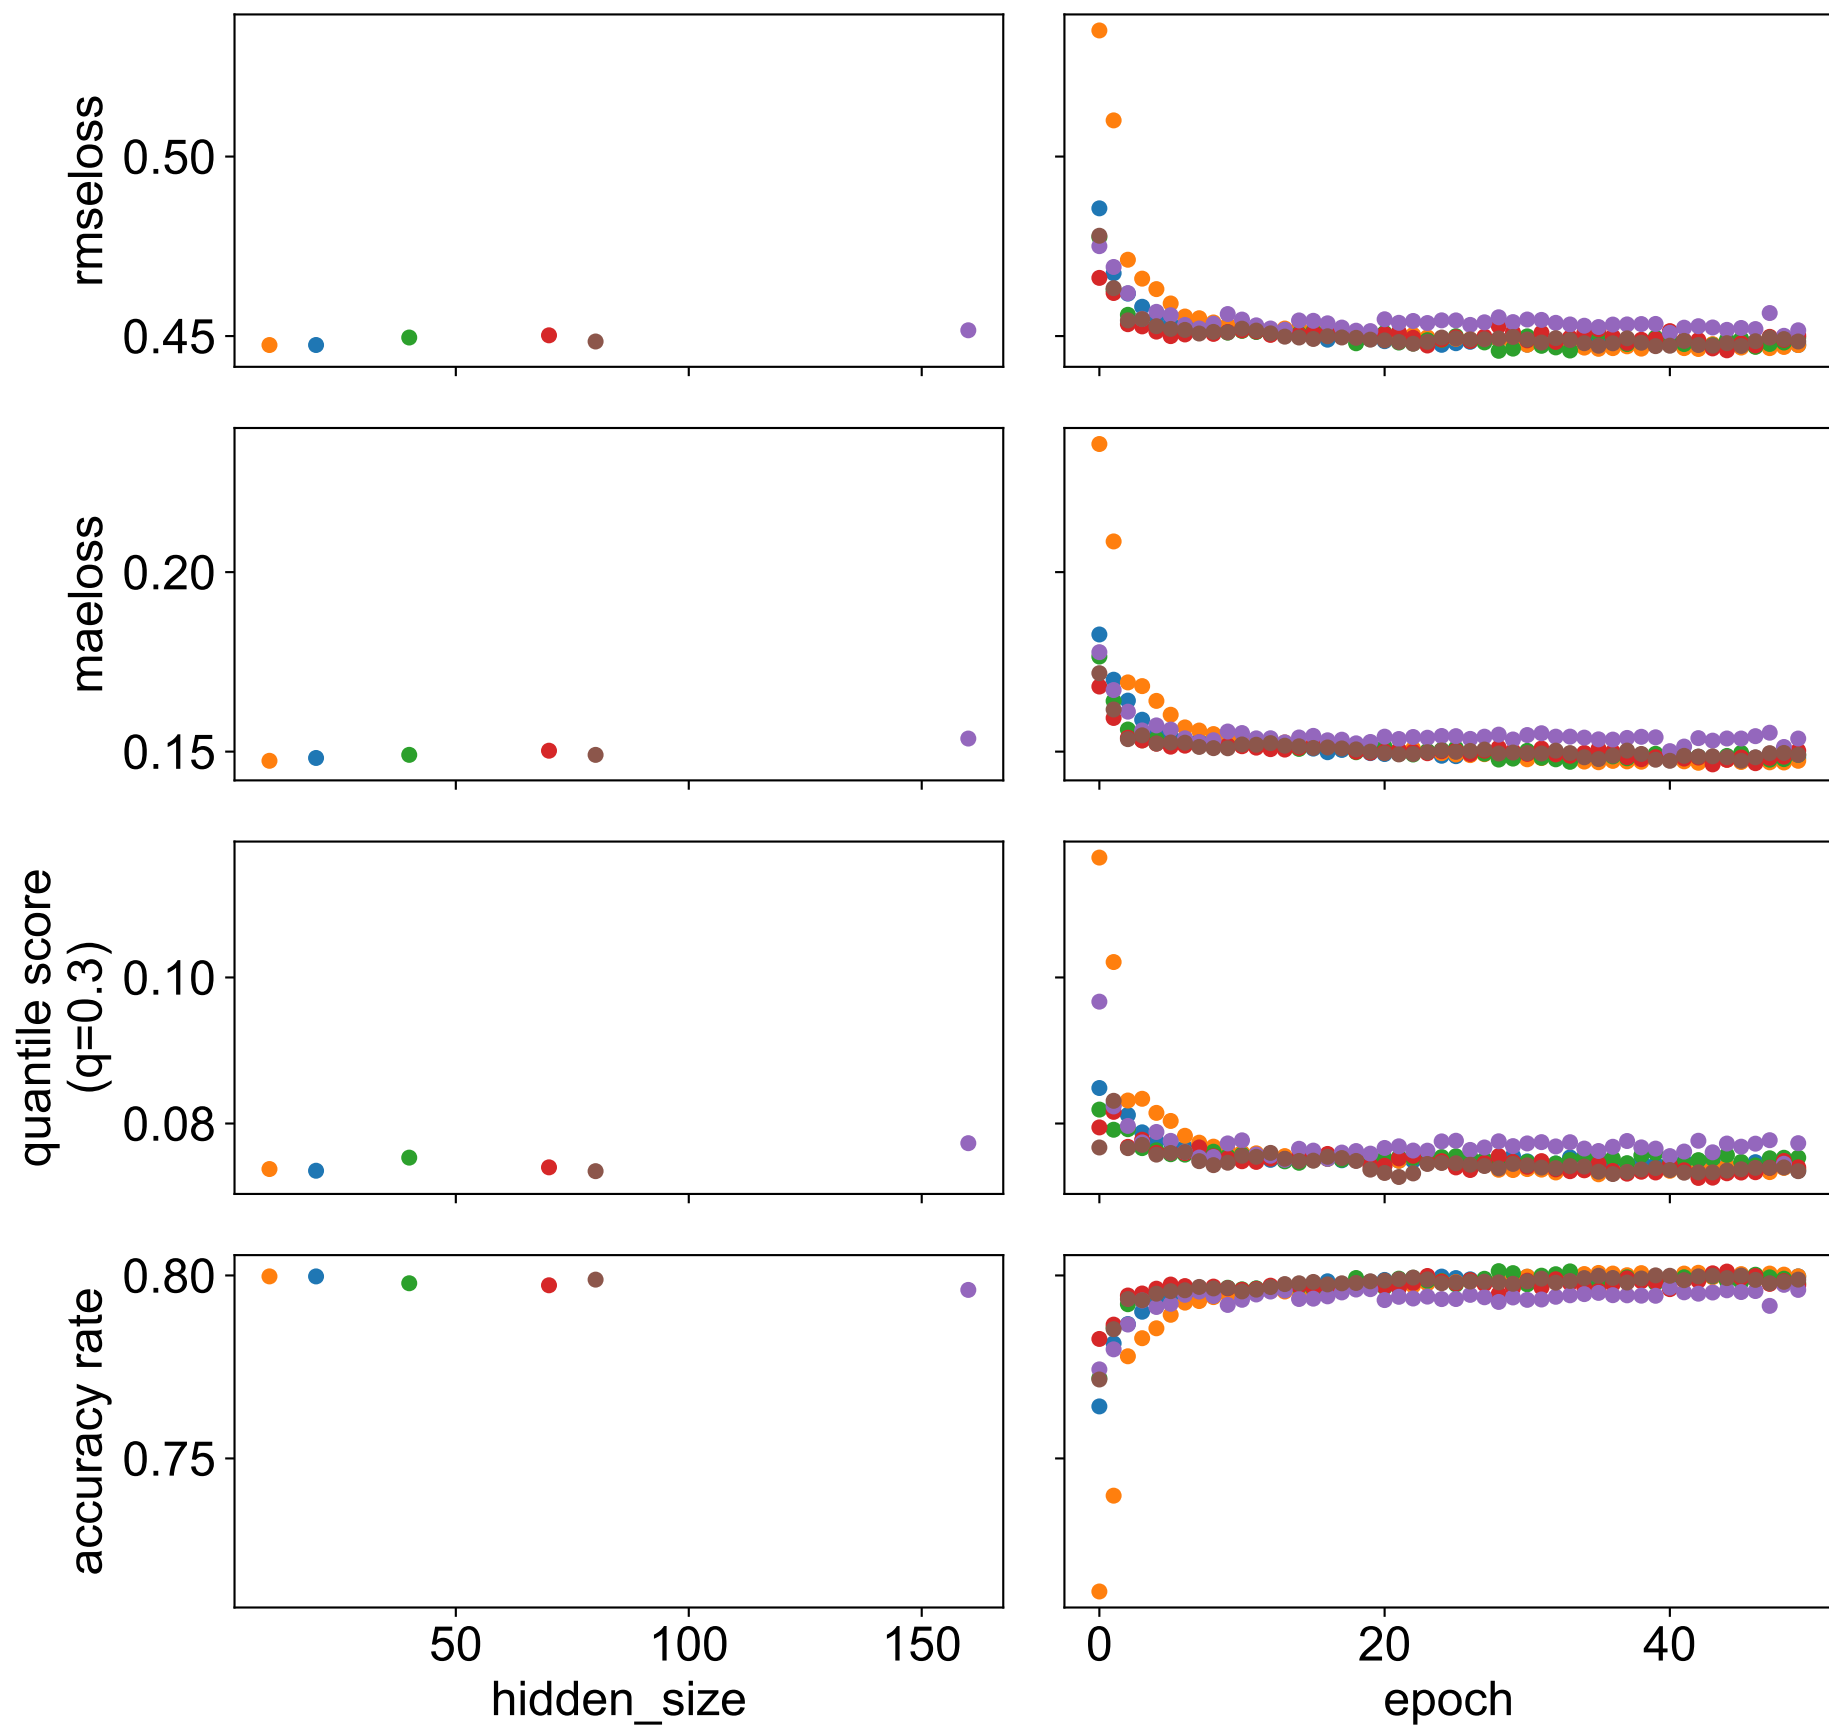 rmseloss
0.50
0.45
maeloss
0.20
0.15
quantile score
(q=0.3)
0.10
0.08
accuracy rate
0.80
0.75
50 100 150
hidden_size
0 20 40
epoch